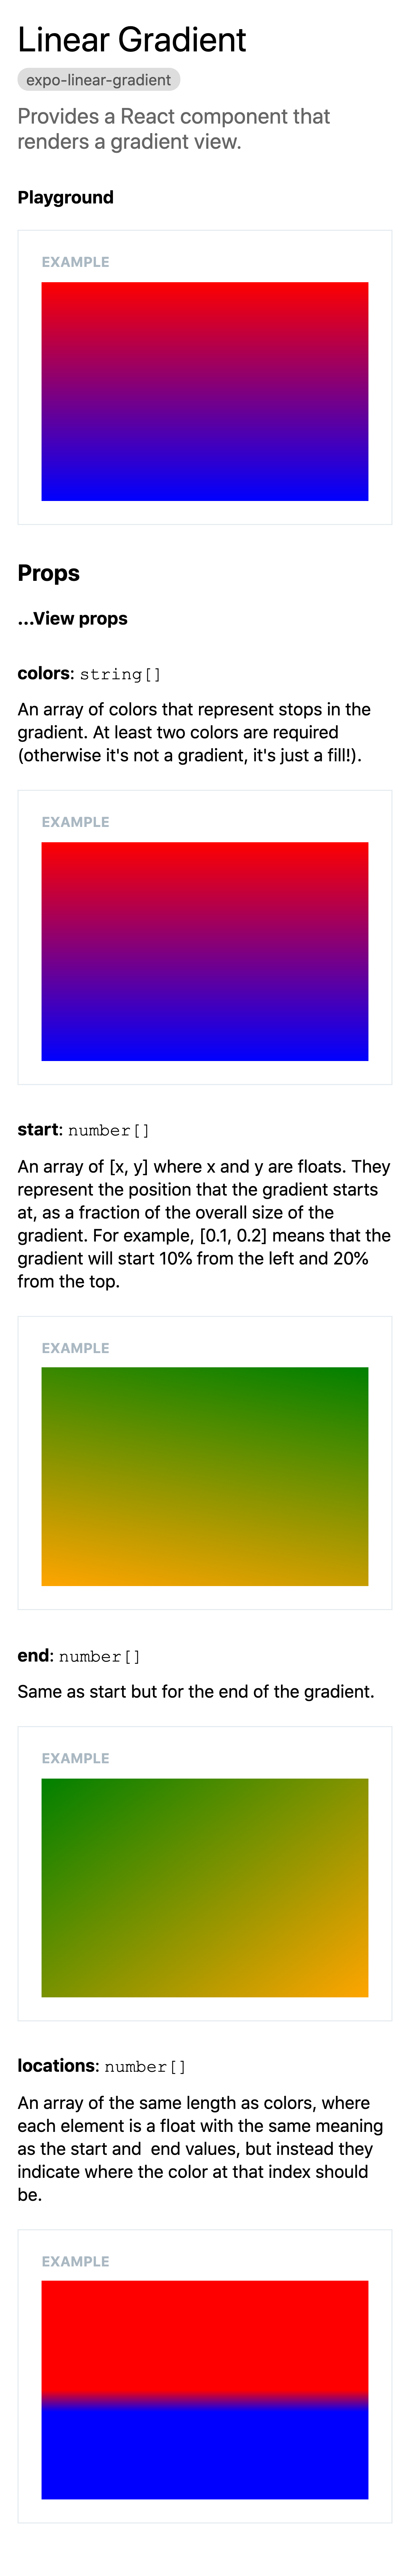 Linear Gradient
expo-linear-gradient
Provides a React component that
renders a gradient view.
Playground
EXAMPLE
Props
...View props
colors: string[]
An array of colors that represent stops in the
gradient. At least two colors are required
(otherwise it's not a gradient, it's just a fill!).
EXAMPLE
start: number[]
An array of [x, y] where x and y are floats. They
represent the position that the gradient starts
at, as a fraction of the overall size of the
gradient. For example, [0.1, 0.2] means that the
gradient will start 10% from the left and 20%
from the top.
EXAMPLE
end: number[]
Same as start but for the end of the gradient.
EXAMPLE
locations: number[]
An array of the same length as colors, where
each element is a float with the same meaning
as the start and  end values, but instead they
indicate where the color at that index should
be.
EXAMPLE